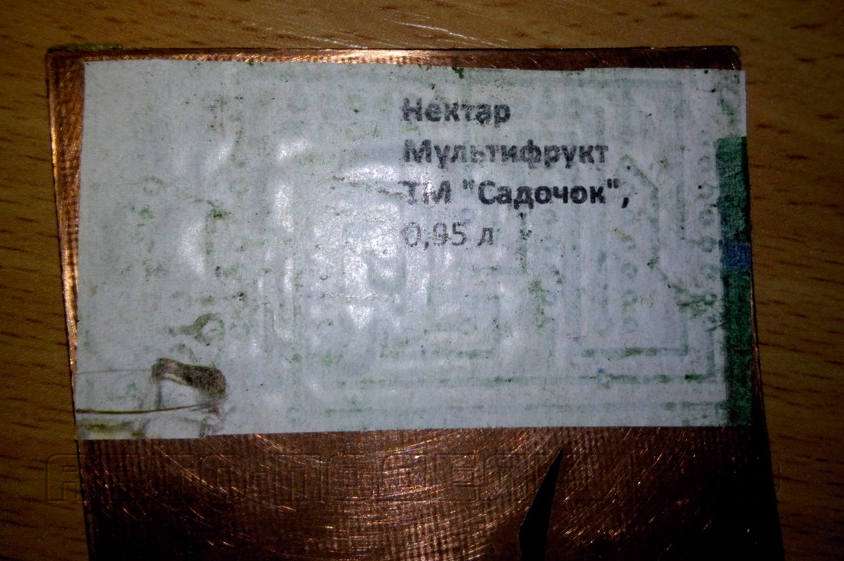 Нектар
Мультифрукт
ТМ "Садочок",
0,95 л